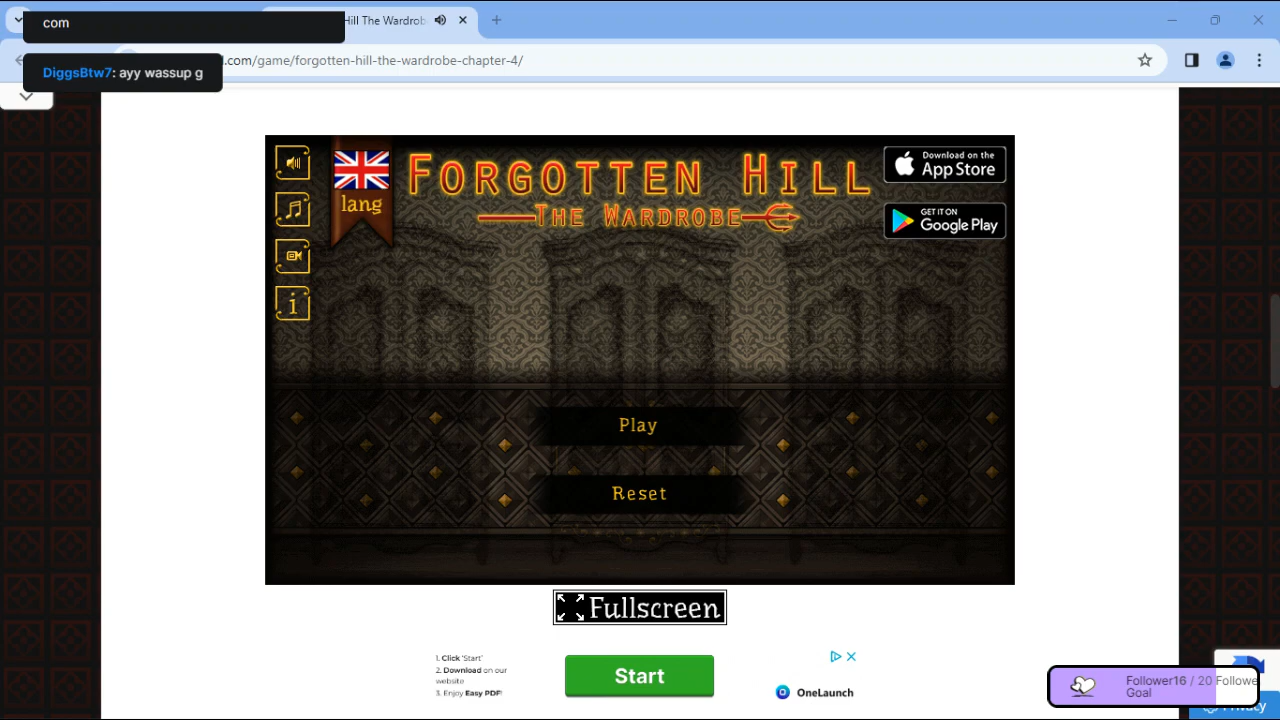 com
Hill The Wardrob
.com/game/forgotten-hill-the-wardrobe-chapter-4/
DiggsBtw7: ayy wassup g
FORGOTTEN HILL
THE WARDROBE
lang
Download on the
App Store
GET IT ON
Google Play
i
Play
Reset
Fullscreen
1. Click 'Start'
2. Download on our
website
3. Enjoy Easy PDF!
Start
OneLaunch
Follower16 / 20 Followe
Goal
Privacy